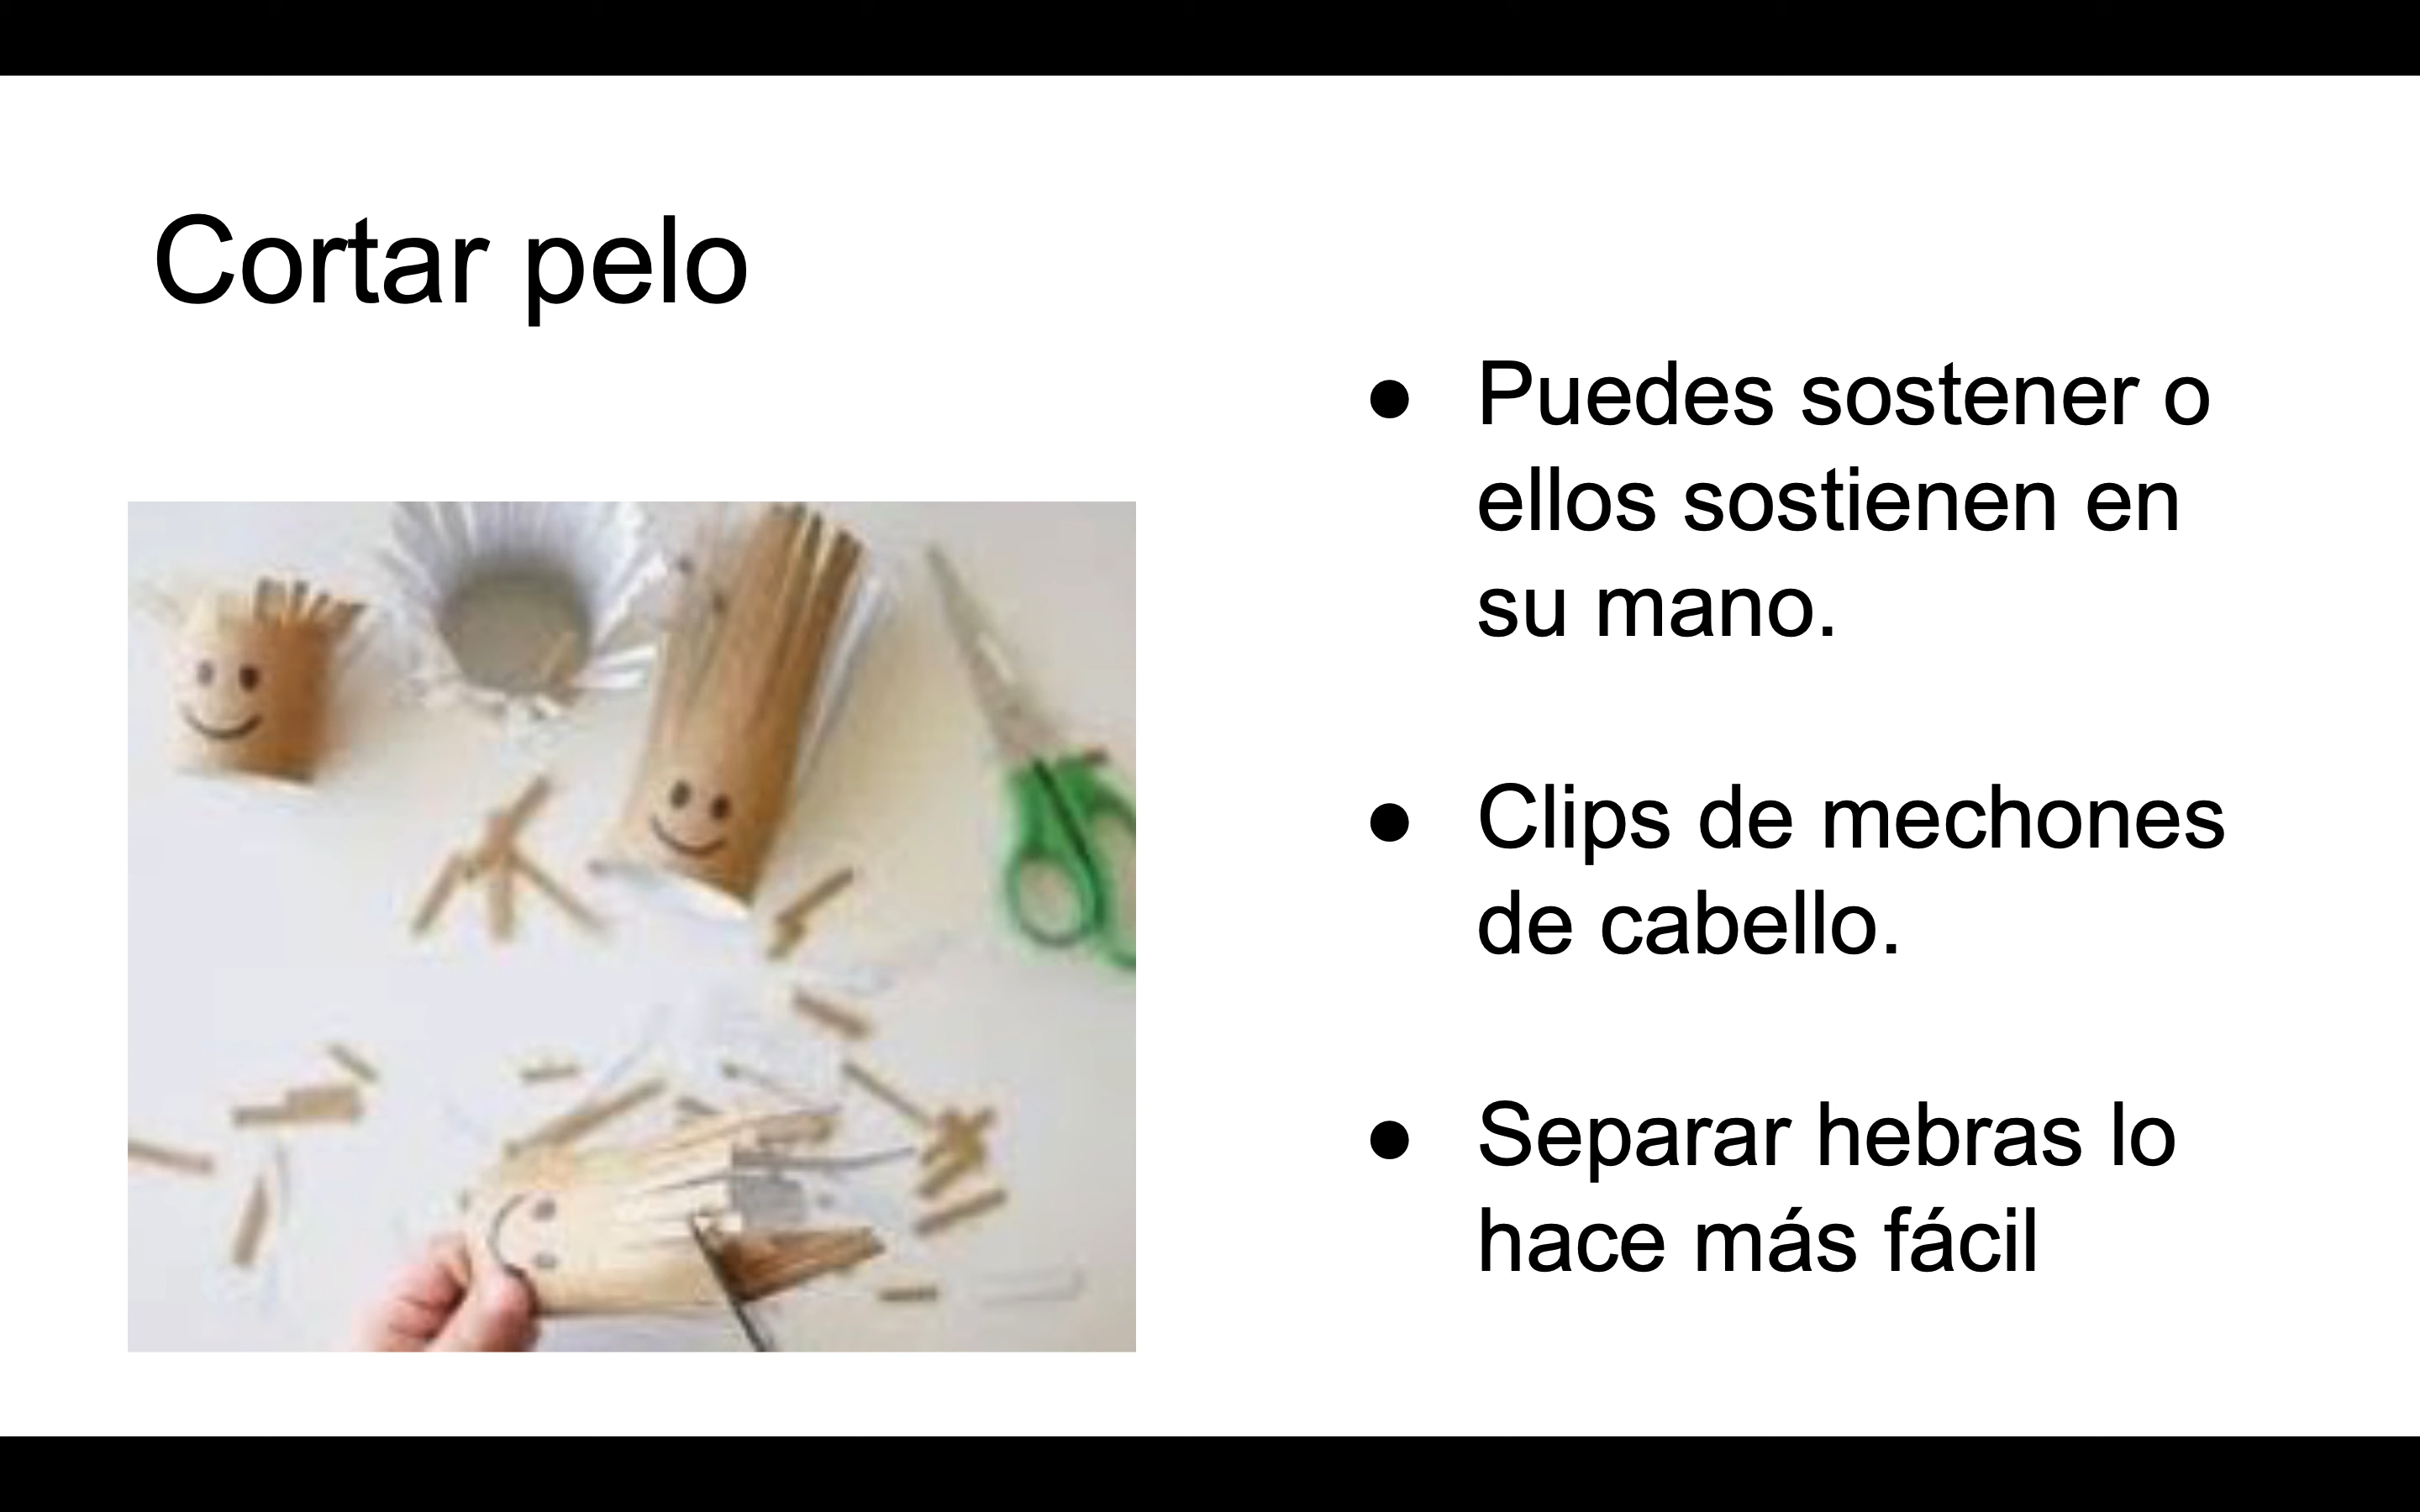 Cortar pelo
● Puedes sostener o
ellos sostienen en
su mano.
● Clips de mechones
de cabello.
● Separar hebras lo
hace más fácil